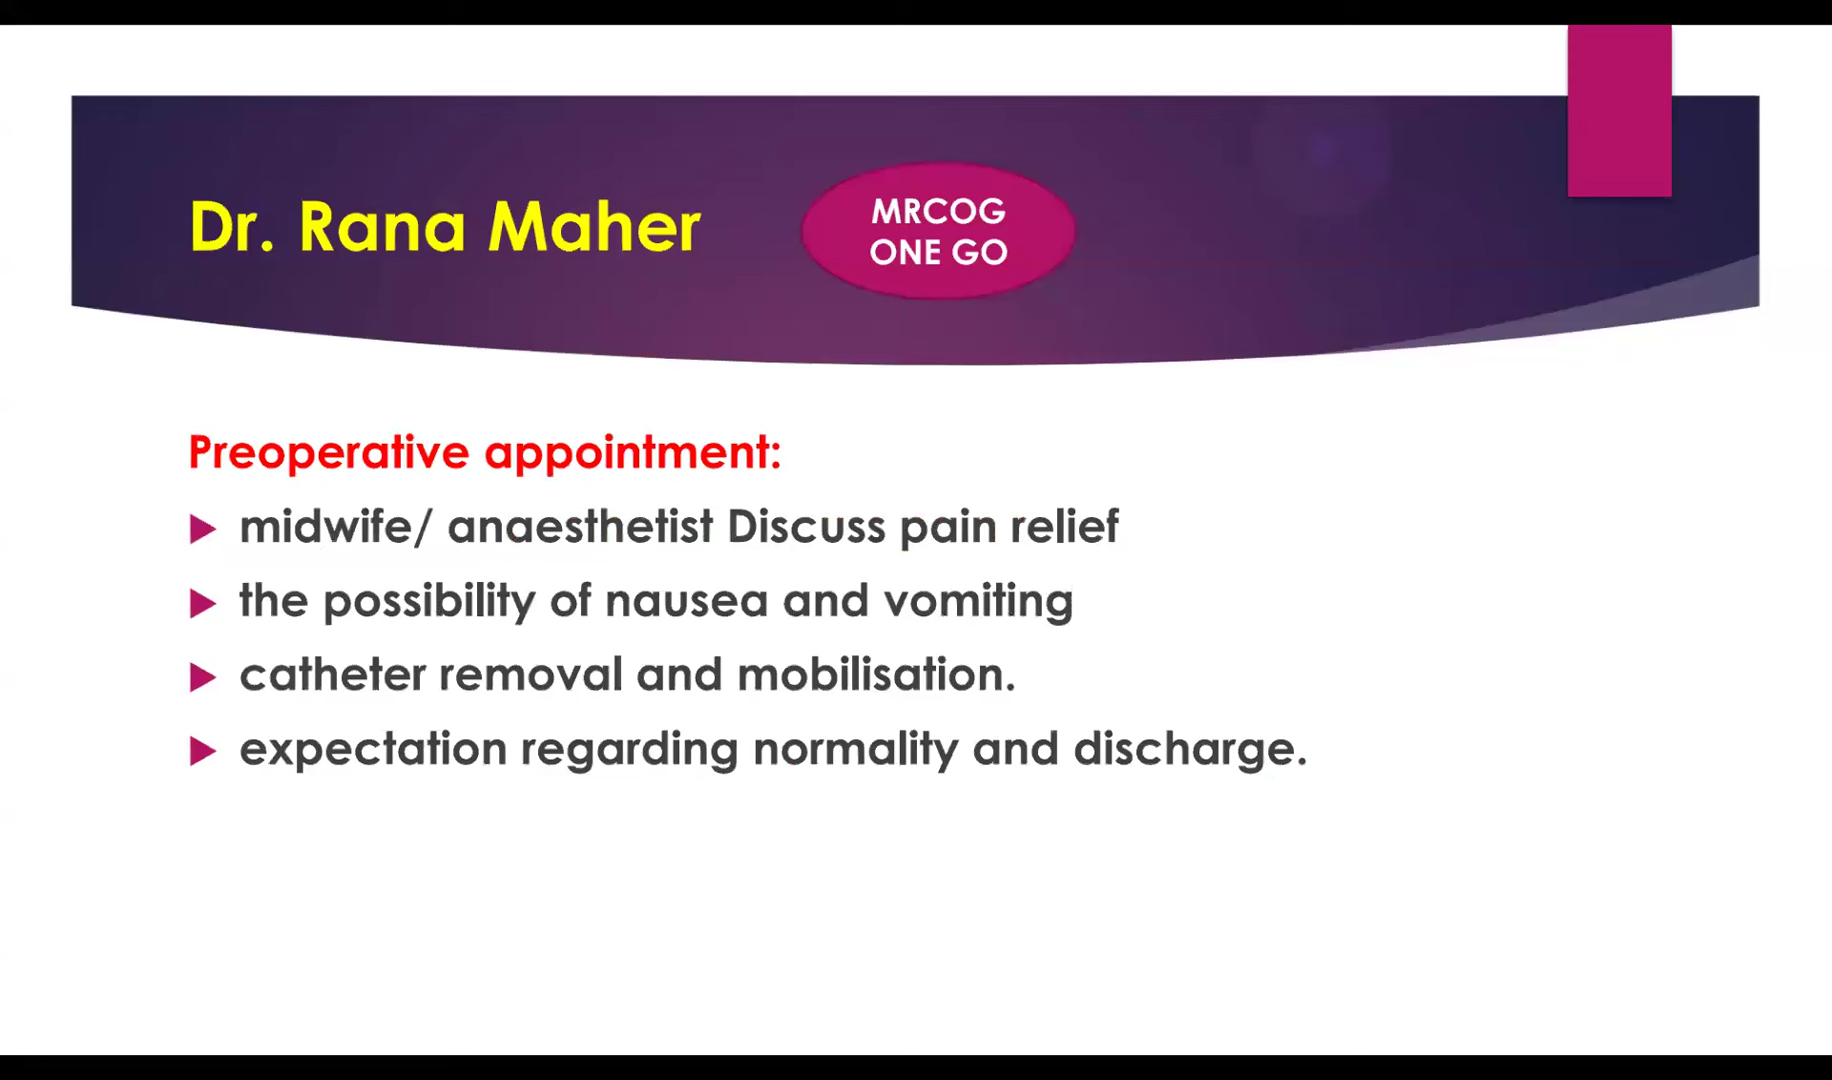 Dr. Rana Maher
MRCOG
ONE GO
Preoperative appointment:
midwife/ anaesthetist Discuss pain relief
the possibility of nausea and vomiting
catheter removal and mobilisation.
expectation regarding normality and discharge.